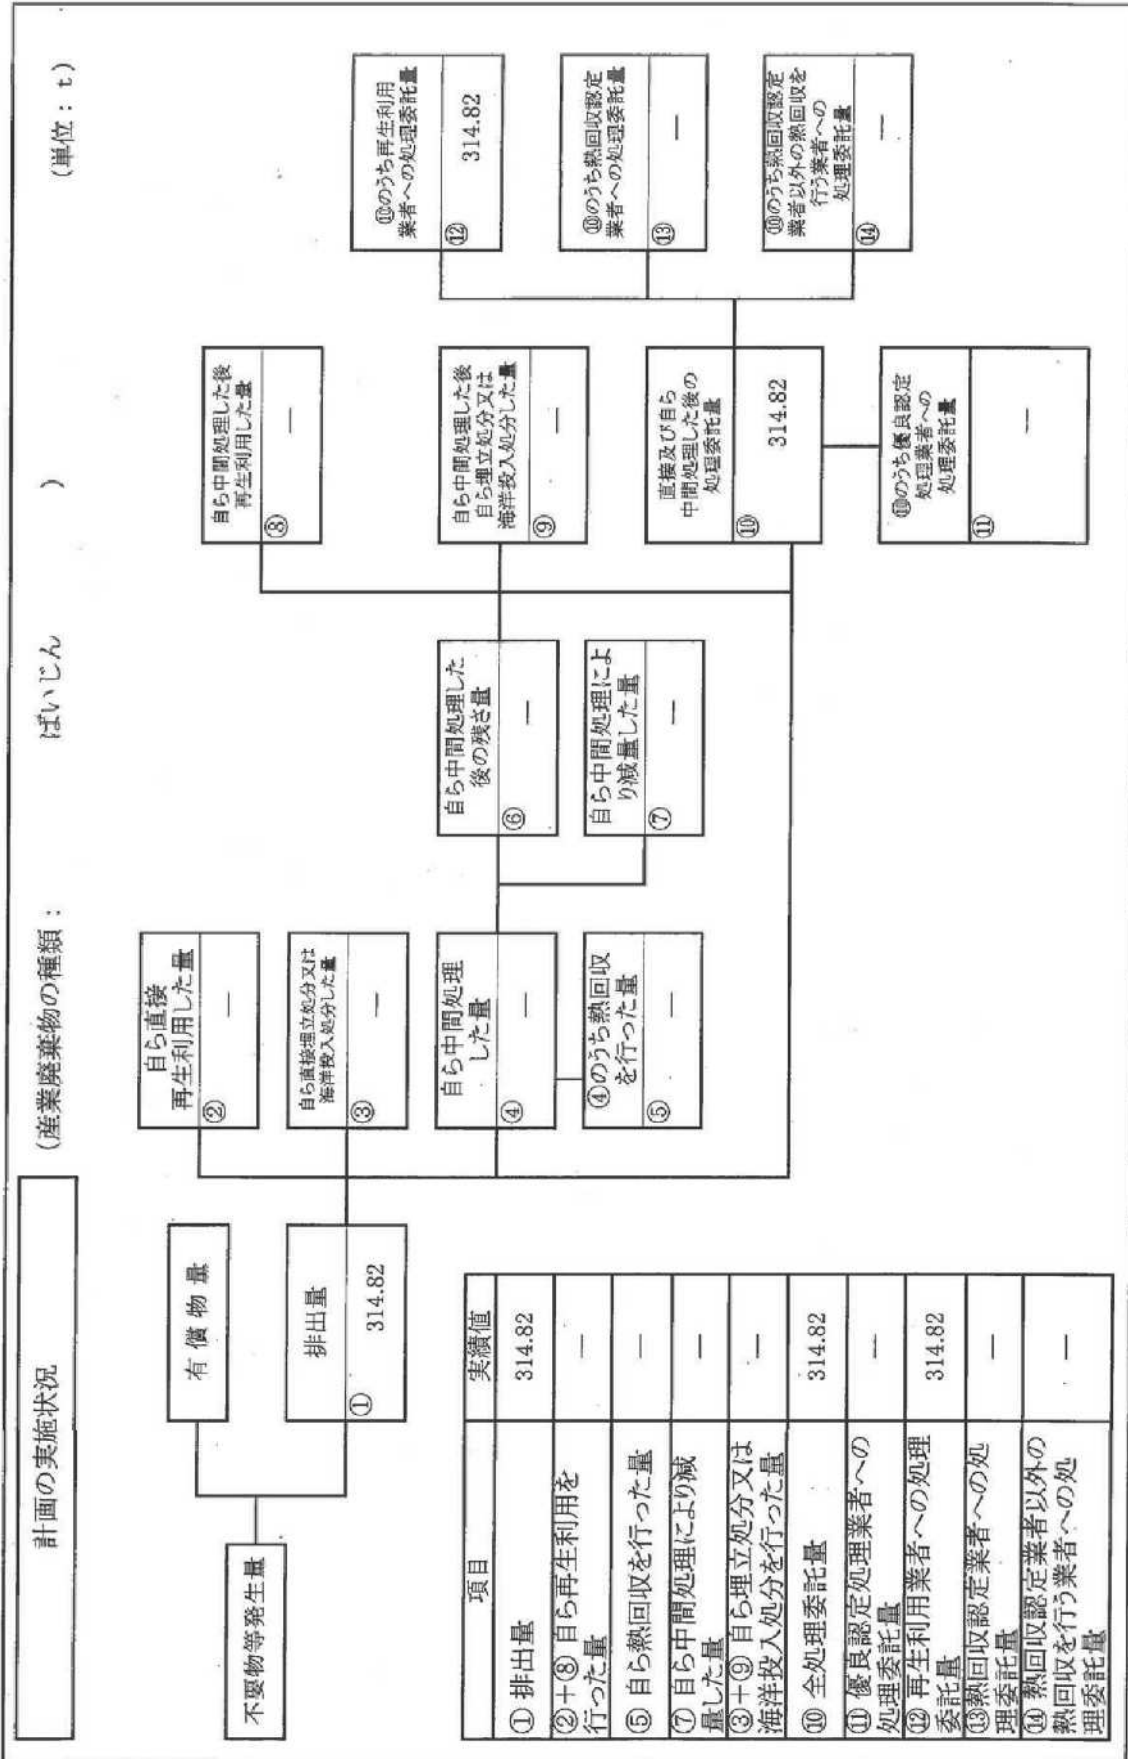 計画の実施状況
(産業廃棄物の種類： ばいじん )
(単位：t)
不要物等発生量
有償物量
排出量
①
314.82
自ら直接
再生利用した量
②
―
自ら直接埋立処分又は
海洋投入処分した量
③
―
自ら中間処理
した量
④
―
④のうち熱回収
を行った量
⑤
―
自ら中間処理した
後の残さ量
⑥
―
自ら中間処理によ
り減量した量
⑦
―
自ら中間処理した後
再生利用した量
⑧
―
自ら中間処理した後
自ら埋立処分又は
海洋投入処分した量
⑨
―
直接及び自ら
中間処理した後の
処理委託量
⑩
314.82
⑩のうち優良認定
処理業者への
処理委託量
⑪
―
⑩のうち再生利用
業者への処理委託量
⑫
314.82
⑩のうち熱回収認定
業者への処理委託量
⑬
―
⑩のうち熱回収認定
業者以外の熱回収を
行う業者への
処理委託量
⑭
―
項目 実績値
① 排出量 314.82
②＋⑧ 自ら再生利用を
行った量 ―
⑤ 自ら熱回収を行った量 ―
⑦ 自ら中間処理により減
量した量 ―
③＋⑨ 自ら埋立処分又は
海洋投入処分を行った量 ―
⑩ 全処理委託量 314.82
⑪ 優良認定処理業者への
処理委託量 ―
⑫ 再生利用業者への処理
委託量 314.82
⑬熱回収認定業者への処
理委託量 ―
⑭ 熱回収認定業者以外の
熱回収を行う業者への処
理委託量 ―